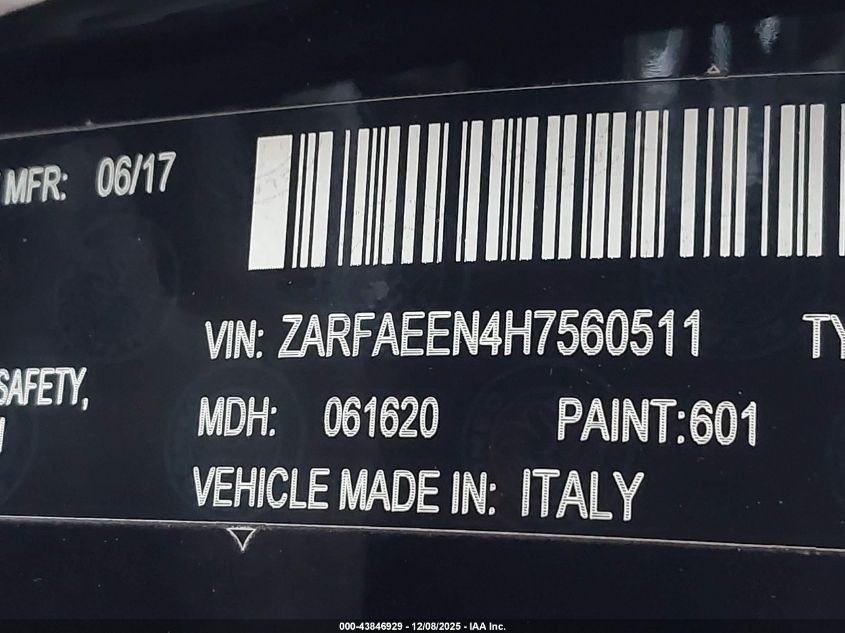 MFR: 06/17
VIN: ZARFAEEN4H7560511 TY
SAFETY,
MDH: 061620 PAINT:601
VEHICLE MADE IN: ITALY
000-43846929 - 12/08/2025 - IAA Inc.